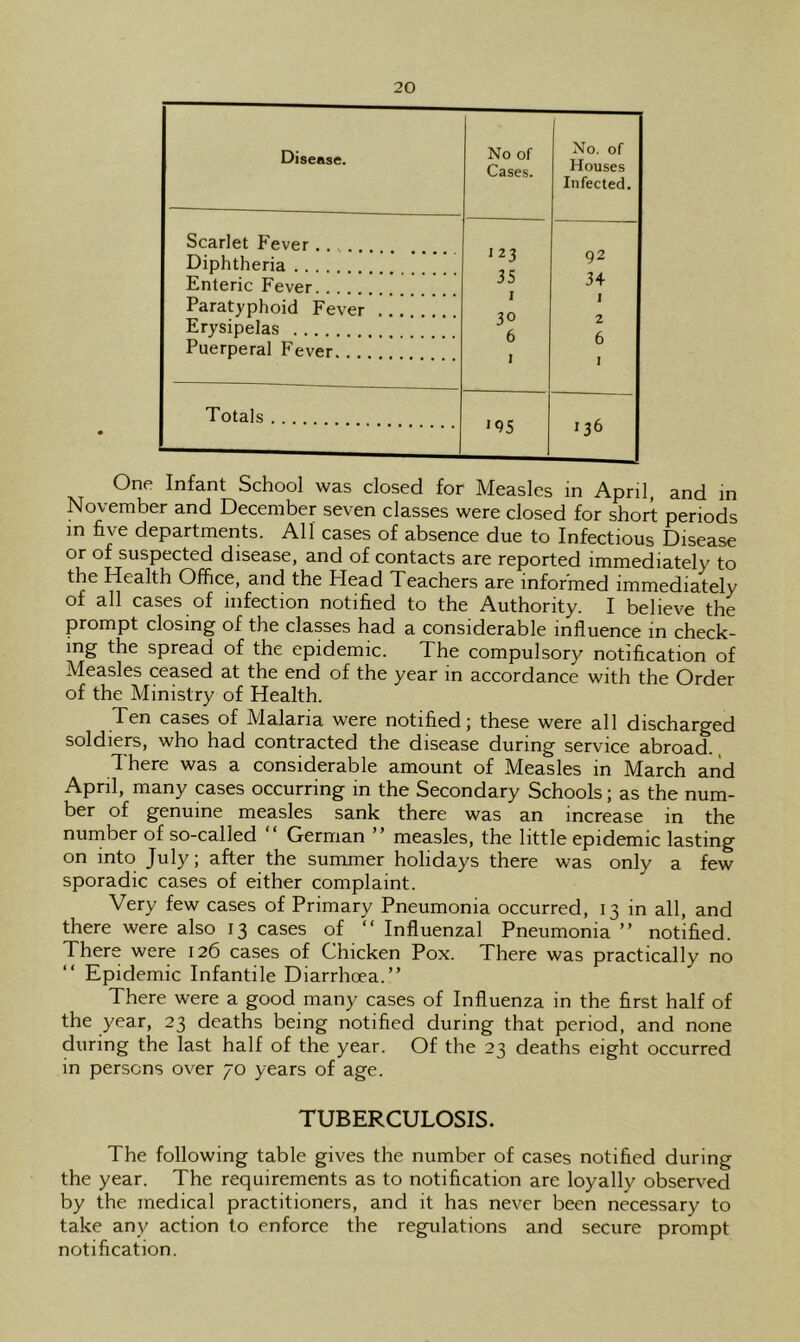 20
Disease. No of Cases. No. of Houses Infected.
Scarlet Fever .. ....... .... 123 92
Diphtheria .............. 35 34
Enteric Fever............ 1 1
Paratyphoid Fever ........ 30 2
Erysipelas .............. 6 6
Puerperal Fever............ 1 1
Totals .................. 195 136
One Infant School was closed for Measles in April, and in
November and December seven classes were closed for short periods
in five departments. All cases of absence due to Infectious Disease
or of suspected disease, and of contacts are reported immediately to
the Health Office, and the Head Teachers are informed immediately
of all cases of infection notified to the Authority. I believe the
prompt closing of the classes had a considerable influence in check-
ing the spread of the epidemic. The compulsory notification of
Measles ceased at the end of the year in accordance with the Order
of the Ministry of Health.
Ten cases of Malaria were notified; these were all discharged
soldiers, who had contracted the disease during service abroad.
There was a considerable amount of Measles in March and
April, many cases occurring in the Secondary Schools; as the num-
ber of genuine measles sank there was an increase in the
number of so-called “ German ” measles, the little epidemic lasting
on into July; after the summer holidays there was only a few
sporadic cases of either complaint.
Very few cases of Primary Pneumonia occurred, 13 in all, and
there were also 13 cases of “ Influenzal Pneumonia ” notified.
There were 126 cases of Chicken Pox. There was practically no
“ Epidemic Infantile Diarrhœa.”
There were a good many cases of Influenza in the first half of
the year, 23 deaths being notified during that period, and none
during the last half of the year. Of the 23 deaths eight occurred
in persons over 70 years of age.
TUBERCULOSIS.
The following table gives the number of cases notified during
the year. The requirements as to notification are loyally observed
by the medical practitioners, and it has never been necessary to
take any action to enforce the regulations and secure prompt
notification.